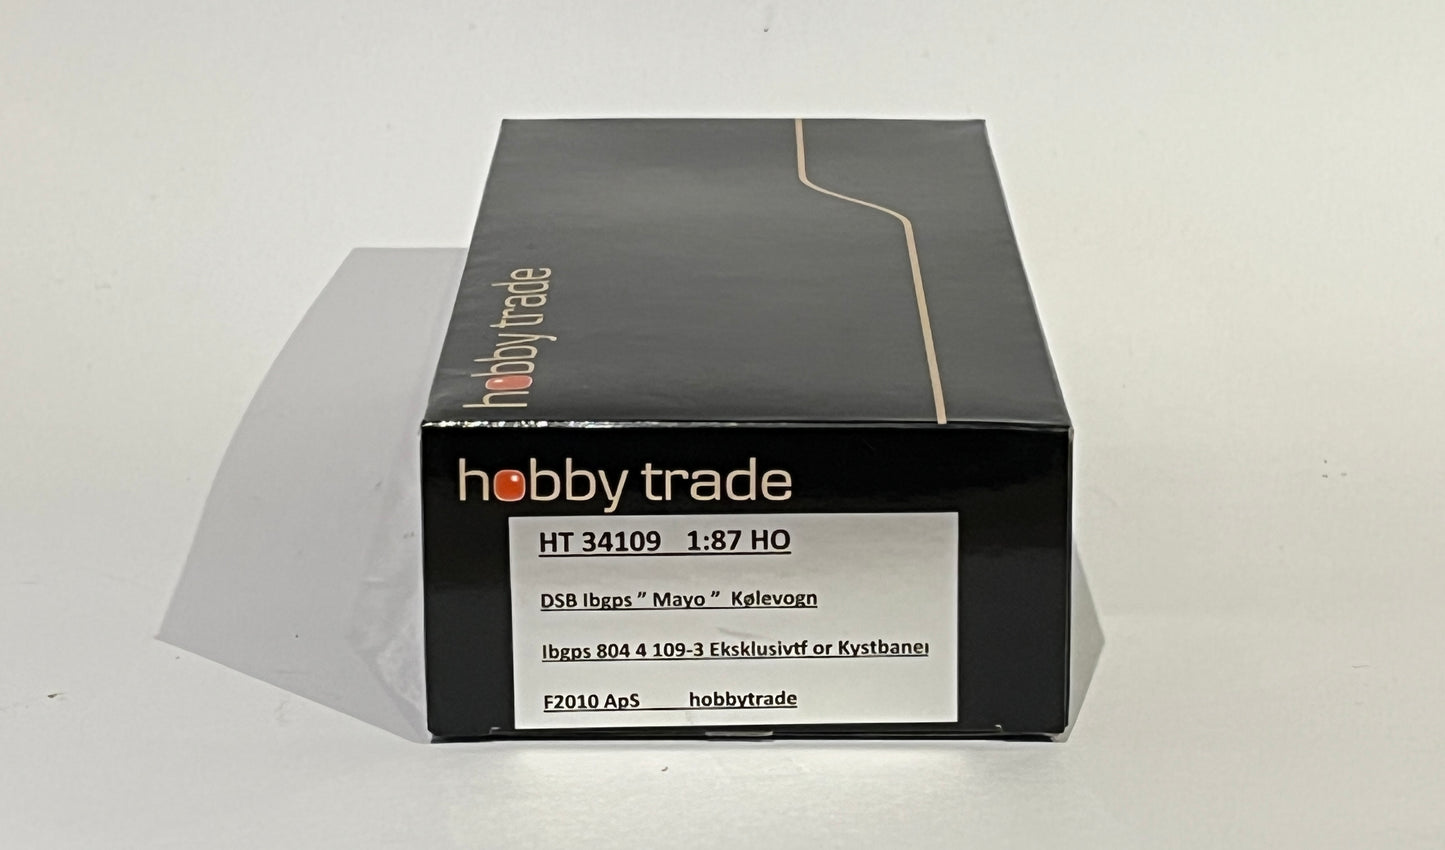 hobby trade
hobby trade
HT 34109 1:87 HO
DSB Ibgps ” Mayo ” Kølevogn
Ibgps 804 4 109-3 Eksklusivtf or
F2010 ApS hobbytrade